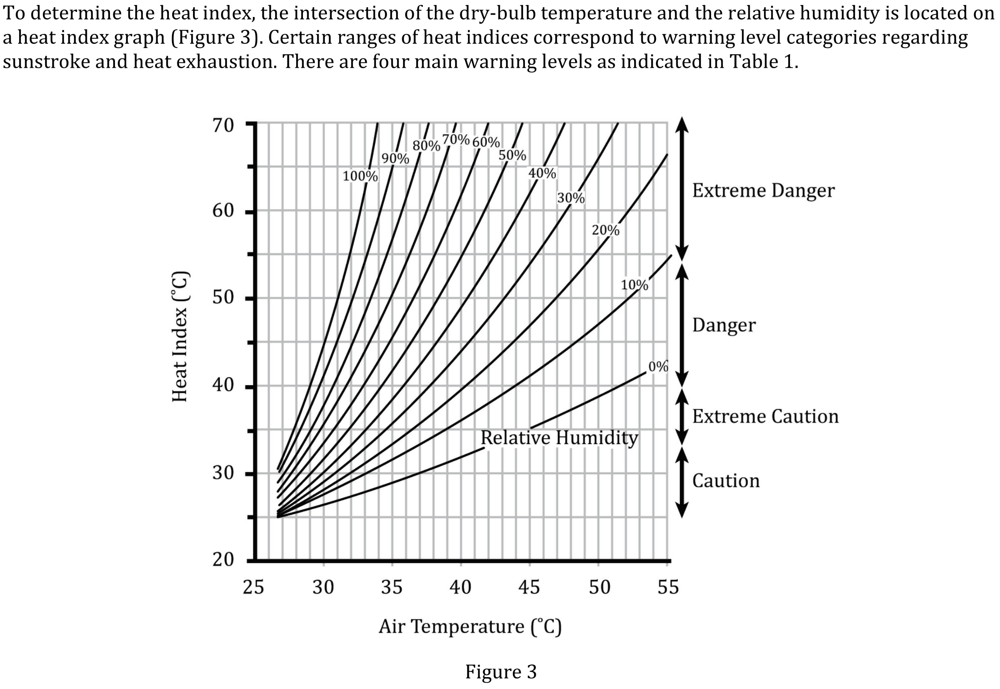 To determine the heat index, the intersection of the dry-bulb temperature and the relative humidity is located on
a heat index graph (Figure 3). Certain ranges of heat indices correspond to warning level categories regarding
sunstroke and heat exhaustion. There are four main warning levels as indicated in Table 1.
70
60
50
40
30
20
Heat Index (°C)
100%
90%
80%
70%
60%
50%
40%
30%
20%
10%
0%
Relative Humidity
Extreme Danger
Danger
Extreme Caution
Caution
25 30 35 40 45 50 55
Air Temperature (°C)
Figure 3